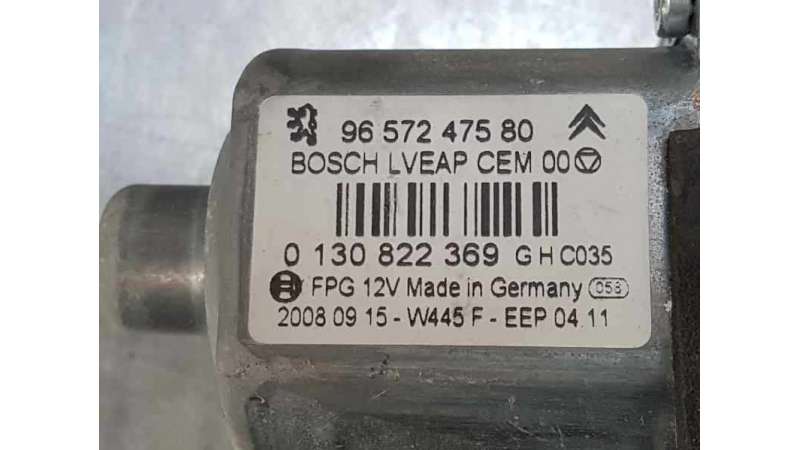 96 572 475 80
BOSCH LVEAP CEM 00
0 130 822 369 G H C035
FPG 12V Made in Germany 058
2008 09 15 - W445 F - EEP 04.11